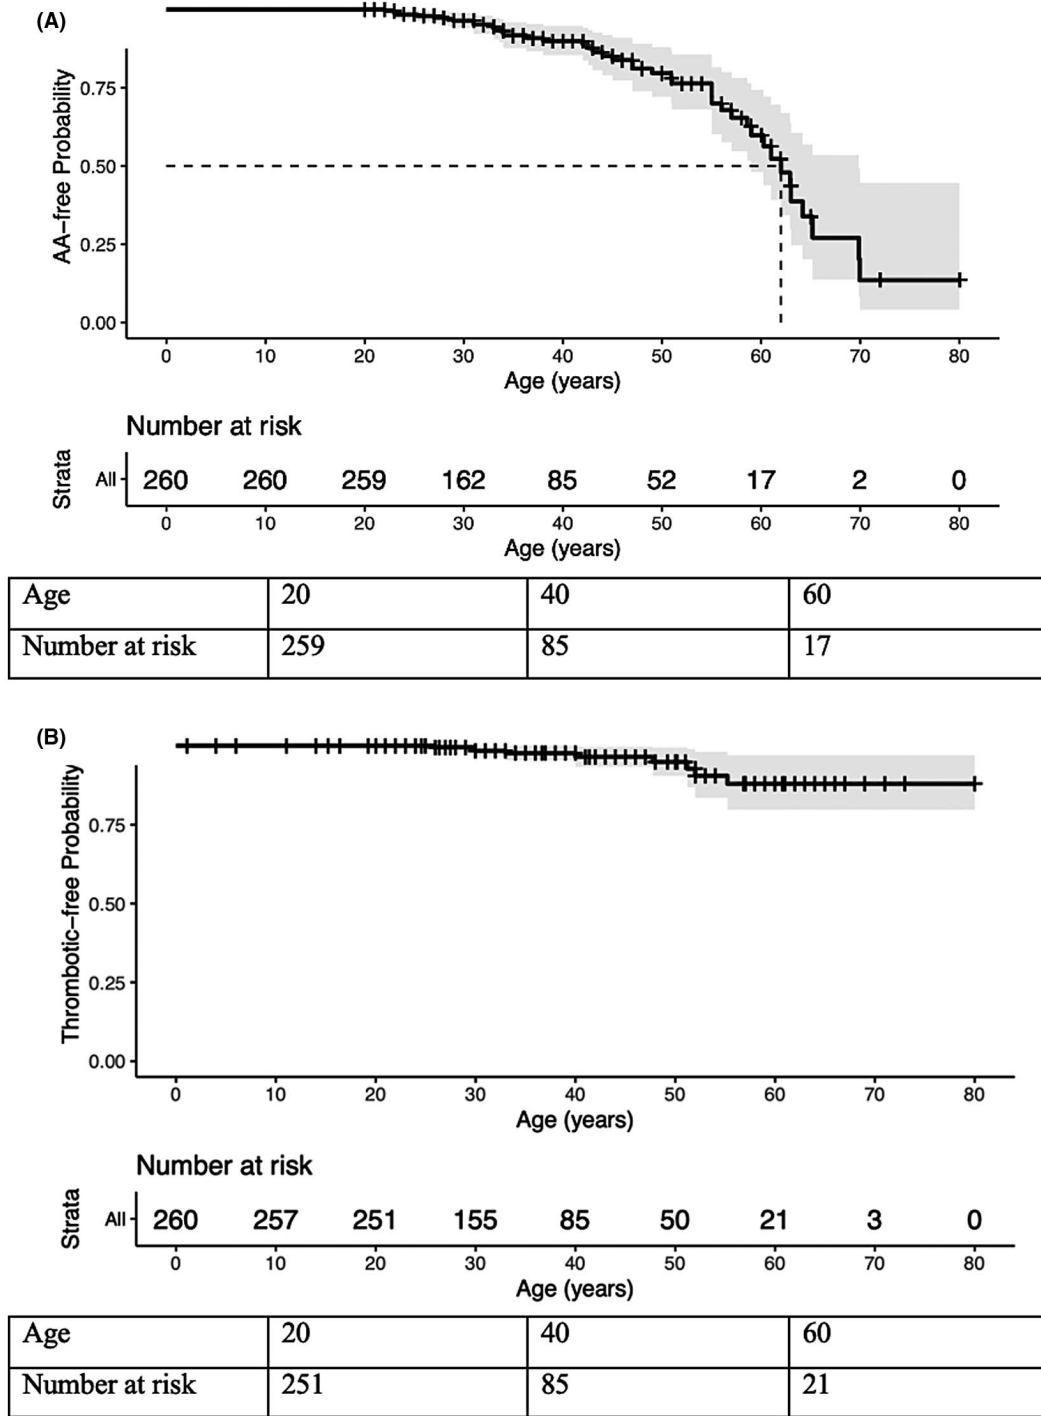 (A)
AA-free Probability
0.75
0.50
0.25
0.00
0 10 20 30 40 50 60 70 80
Age (years)
Number at risk
Strata
All 260 260 259 162 85 52 17 2 0
0 10 20 30 40 50 60 70 80
Age (years)
Age 20 40 60
Number at risk 259 85 17
(B)
Thrombotic-free Probability
0.75
0.50
0.25
0.00
0 10 20 30 40 50 60 70 80
Age (years)
Number at risk
Strata
All 260 257 251 155 85 50 21 3 0
0 10 20 30 40 50 60 70 80
Age (years)
Age 20 40 60
Number at risk 251 85 21